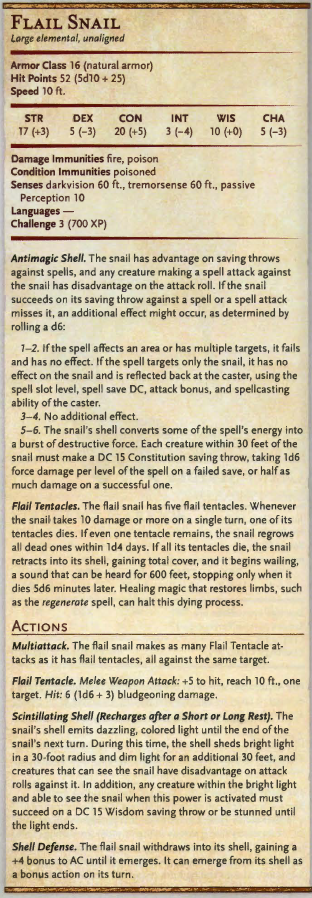 FLAIL SNAIL
Large elemental, unaligned
Armor Class 16 (natural armor)
Hit Points 52 (5d10 + 25)
Speed 10 ft.
STR DEX CON INT WIS CHA
17 (+3) 5 (−3) 20 (+5) 3 (−4) 10 (+0) 5 (−3)
Damage Immunities fire, poison
Condition Immunities poisoned
Senses darkvision 60 ft., tremorsense 60 ft., passive
Perception 10
Languages —
Challenge 3 (700 XP)
Antimagic Shell. The snail has advantage on saving throws
against spells, and any creature making a spell attack against
the snail has disadvantage on the attack roll. If the snail
succeeds on its saving throw against a spell or a spell attack
misses it, an additional effect might occur, as determined by
rolling a d6:
1–2. If the spell affects an area or has multiple targets, it fails
and has no effect. If the spell targets only the snail, it has no
effect on the snail and is reflected back at the caster, using the
spell slot level, spell save DC, attack bonus, and spellcasting
ability of the caster.
3–4. No additional effect.
5–6. The snail's shell converts some of the spell's energy into
a burst of destructive force. Each creature within 30 feet of the
snail must make a DC 15 Constitution saving throw, taking 1d6
force damage per level of the spell on a failed save, or half as
much damage on a successful one.
Flail Tentacles. The flail snail has five flail tentacles. Whenever
the snail takes 10 damage or more on a single turn, one of its
tentacles dies. If even one tentacle remains, the snail regrows
all dead ones within 1d4 days. If all its tentacles die, the snail
retracts into its shell, gaining total cover, and it begins wailing,
a sound that can be heard for 600 feet, stopping only when it
dies 5d6 minutes later. Healing magic that restores limbs, such
as the regenerate spell, can halt this dying process.
ACTIONS
Multiattack. The flail snail makes as many Flail Tentacle at-
tacks as it has flail tentacles, all against the same target.
Flail Tentacle. Melee Weapon Attack: +5 to hit, reach 10 ft., one
target. Hit: 6 (1d6 + 3) bludgeoning damage.
Scintillating Shell (Recharges after a Short or Long Rest). The
snail's shell emits dazzling, colored light until the end of the
snail's next turn. During this time, the shell sheds bright light
in a 30-foot radius and dim light for an additional 30 feet, and
creatures that can see the snail have disadvantage on attack
rolls against it. In addition, any creature within the bright light
and able to see the snail when this power is activated must
succeed on a DC 15 Wisdom saving throw or be stunned until
the light ends.
Shell Defense. The flail snail withdraws into its shell, gaining a
+4 bonus to AC until it emerges. It can emerge from its shell as
a bonus action on its turn.